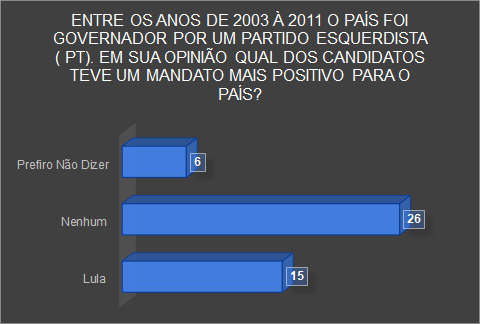 ENTRE OS ANOS DE 2003 À 2011 O PAÍS FOI
GOVERNADOR POR UM PARTIDO ESQUERDISTA
( PT). EM SUA OPINIÃO QUAL DOS CANDIDATOS
TEVE UM MANDATO MAIS POSITIVO PARA O
PAÍS?
Prefiro Não Dizer
6
Nenhum
26
Lula
15